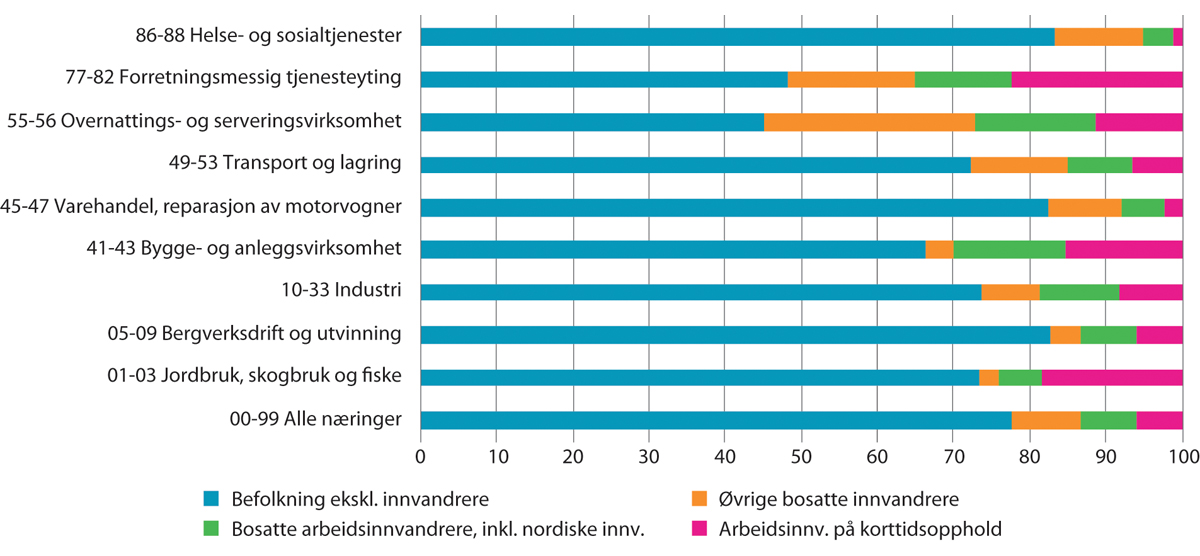 86-88 Helse- og sosialtjenester
77-82 Forretningsmessig tjenesteyting
55-56 Overnattings- og serveringsvirksomhet
49-53 Transport og lagring
45-47 Varehandel, reparasjon av motorvogner
41-43 Bygge- og anleggsvirksomhet
10-33 Industri
05-09 Bergverksdrift og utvinning
01-03 Jordbruk, skogbruk og fiske
00-99 Alle næringer
0 10 20 30 40 50 60 70 80 90 100
Befolkning ekskl. innvandrere Øvrige bosatte innvandrere
Bosatte arbeidsinnvandrere, inkl. nordiske innv. Arbeidsinnv. på korttidsopphold